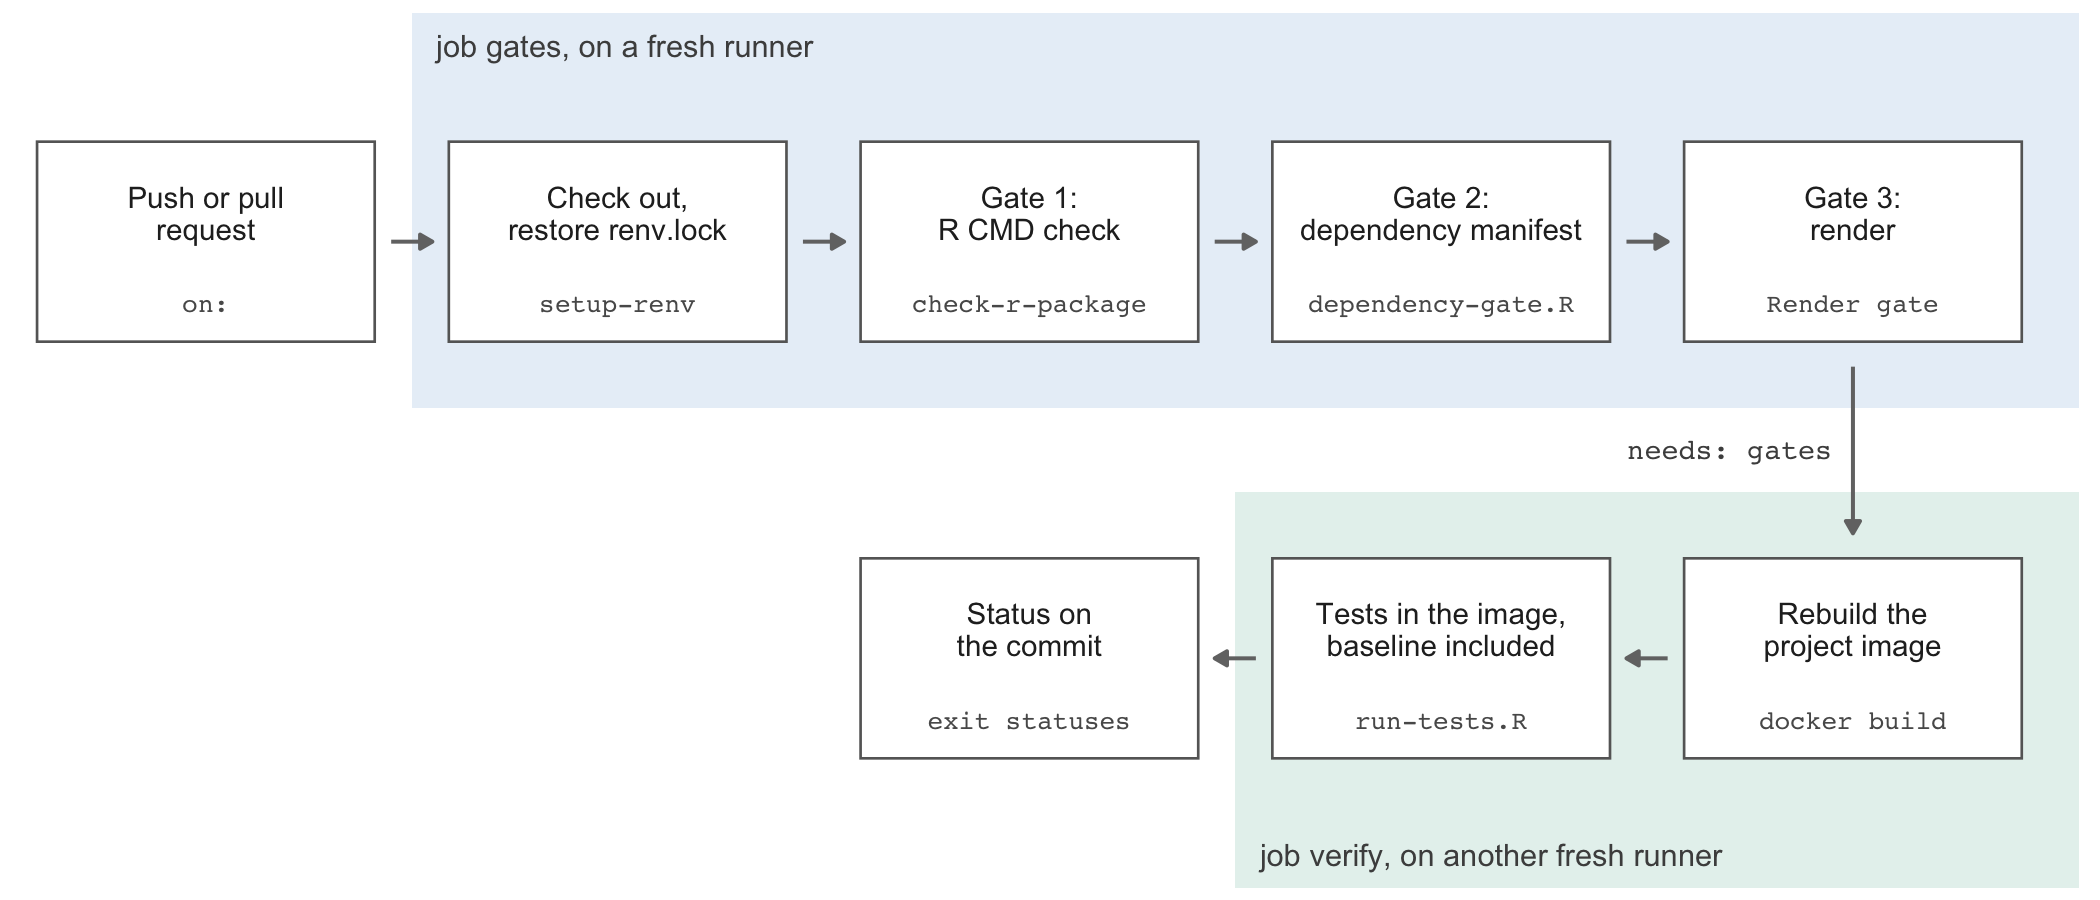 job gates, on a fresh runner
Push or pull
request
on:
Check out,
restore renv.lock
setup-renv
Gate 1:
R CMD check
check-r-package
Gate 2:
dependency manifest
dependency-gate.R
Gate 3:
render
Render gate
needs: gates
Rebuild the
project image
docker build
Tests in the image,
baseline included
run-tests.R
Status on
the commit
exit statuses
job verify, on another fresh runner